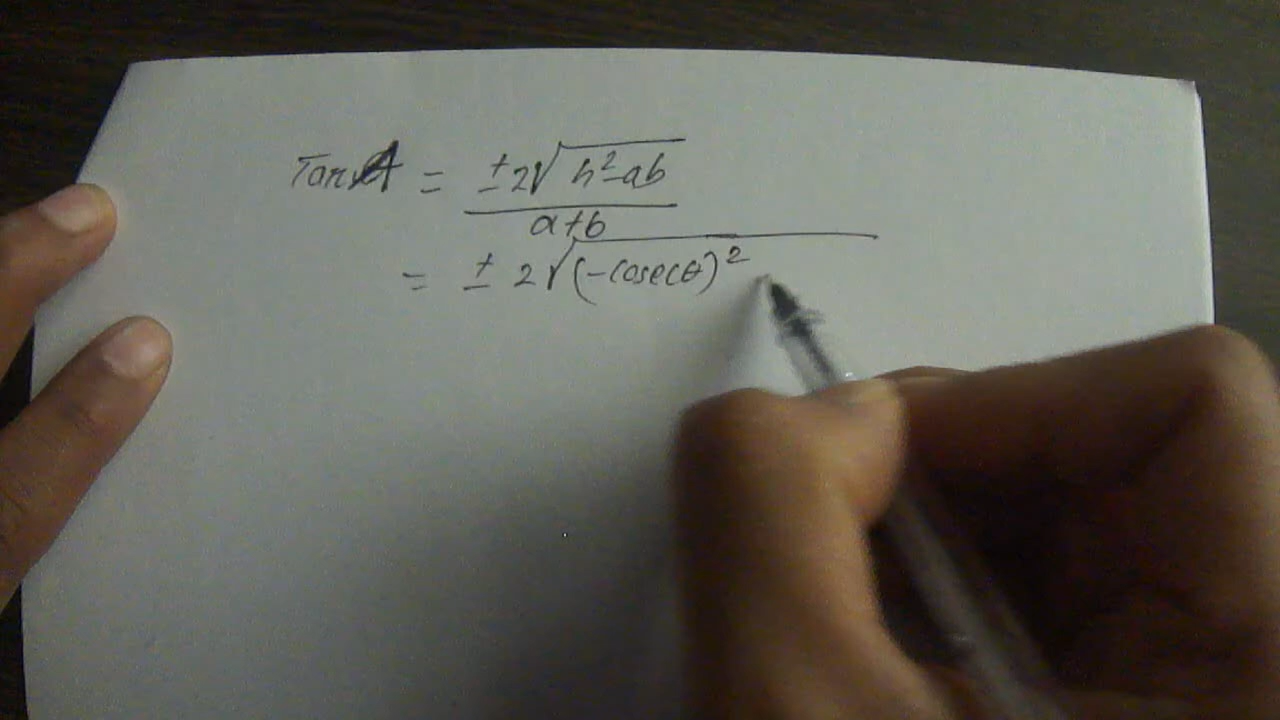 TanA = ±2√h²-ab
a+b
= ± 2√(-cosecθ)²